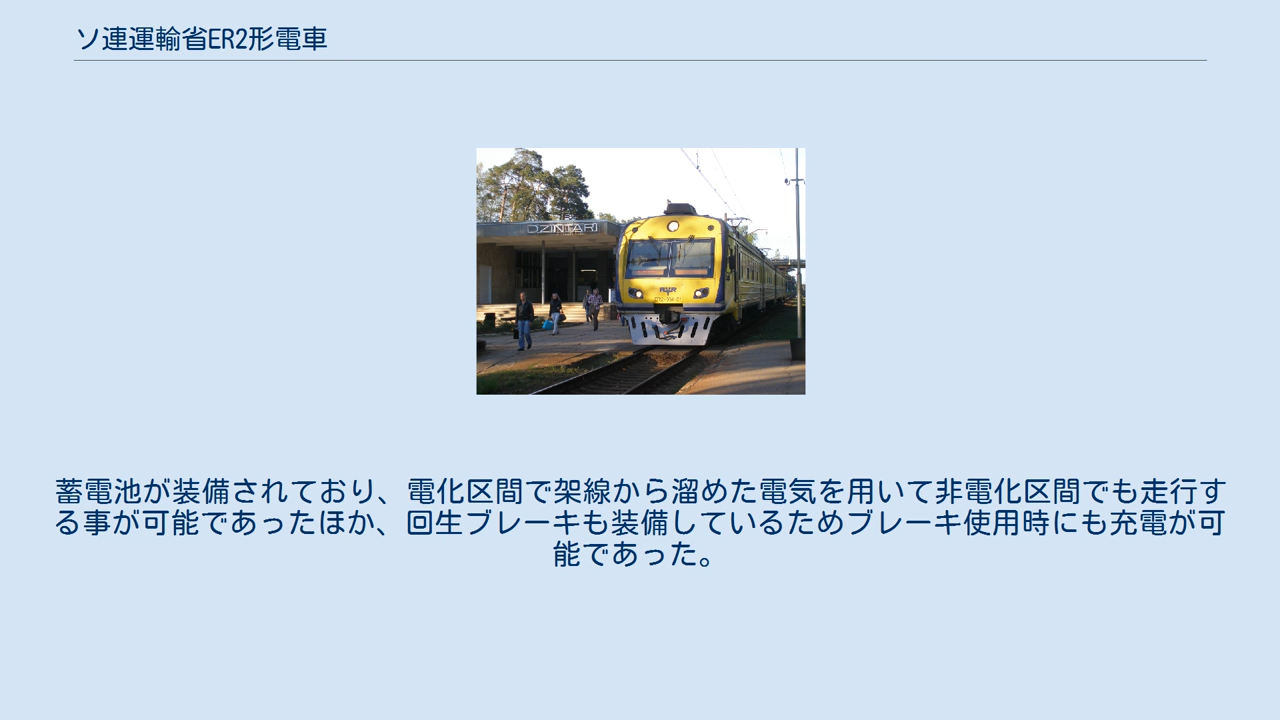 ソ連運輸省ER2形電車
DZINTARI
蓄電池が装備されており、電化区間で架線から溜めた電気を用いて非電化区間でも走行す
る事が可能であったほか、回生ブレーキも装備しているためブレーキ使用時にも充電が可
能であった。